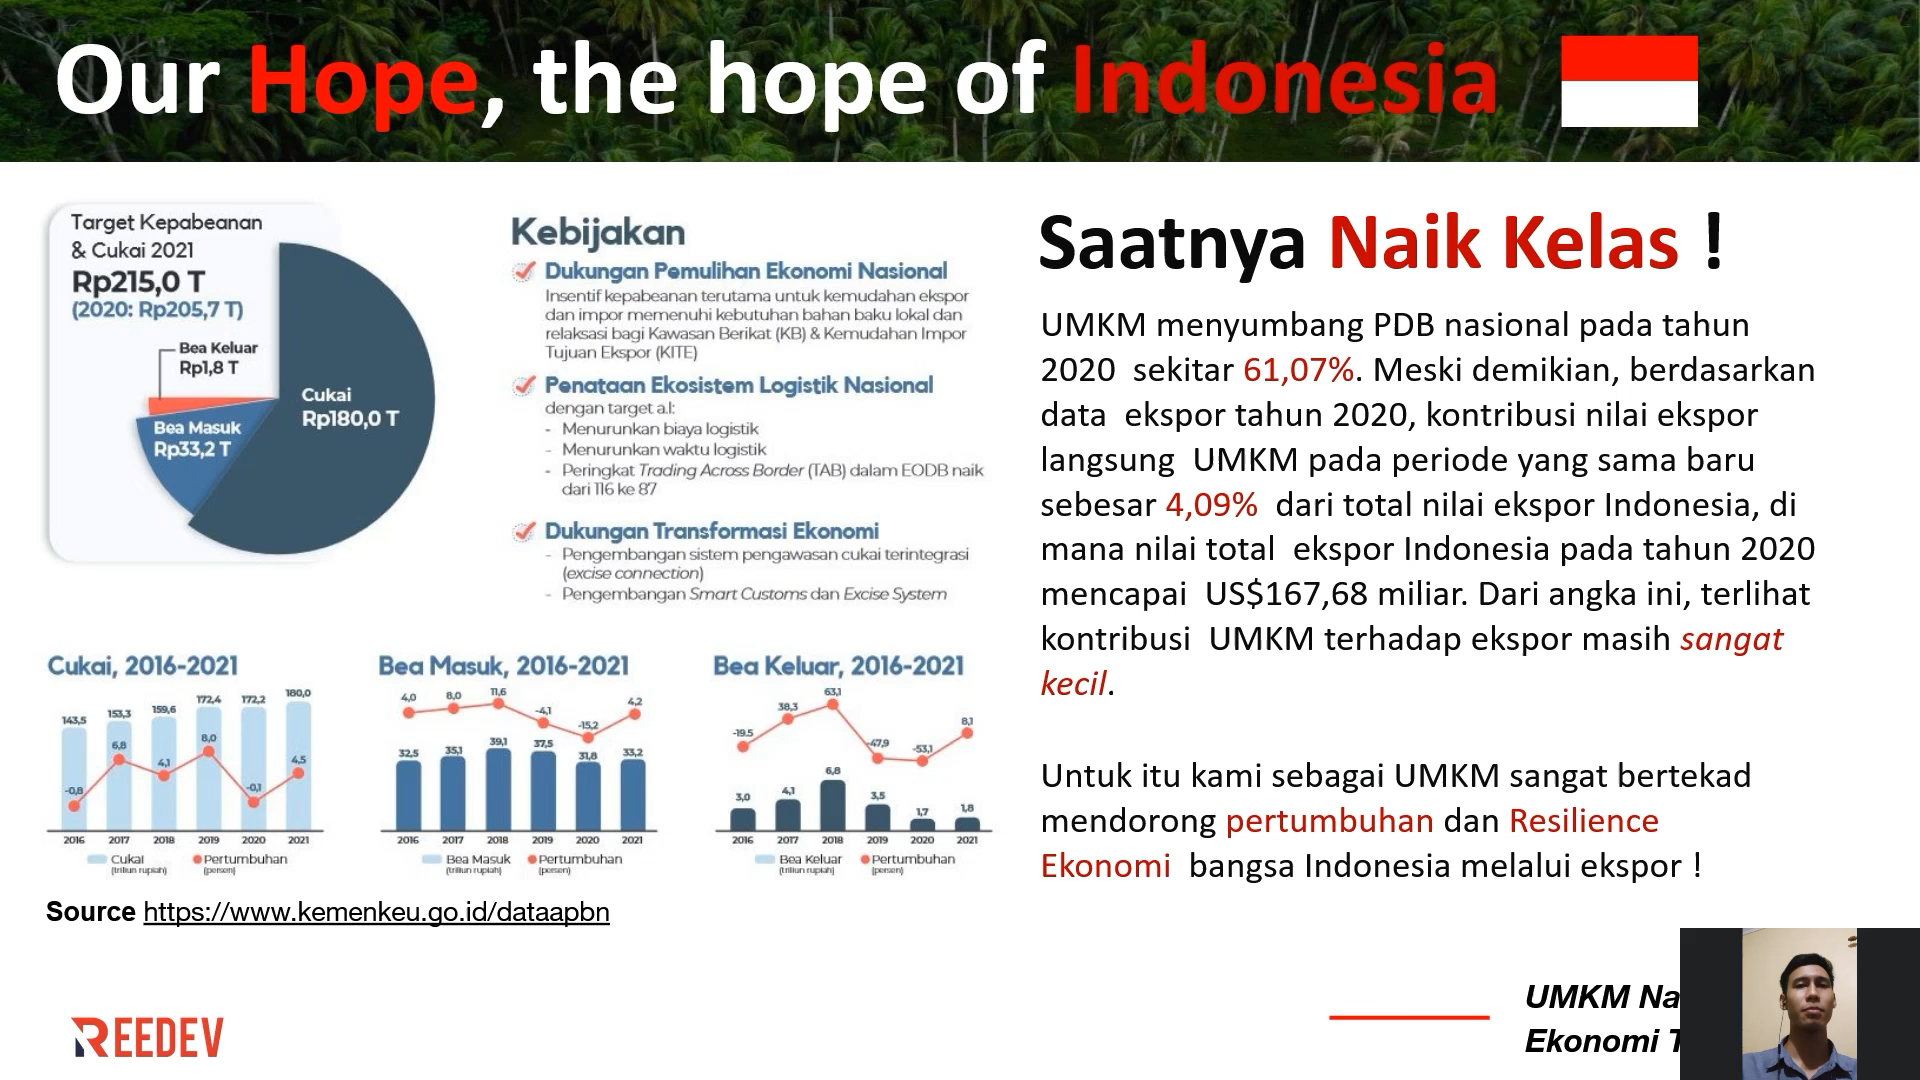 Our Hope, the hope of Indonesia
Target Kepabeanan
& Cukai 2021
Rp215,0 T
(2020: Rp205,7 T)
Bea Keluar
Rp1,8 T
Cukai
Rp180,0 T
Bea Masuk
Rp33,2 T
Kebijakan
Dukungan Pemulihan Ekonomi Nasional
Insentif kepabeanan terutama untuk kemudahan ekspor
dan impor memenuhi kebutuhan bahan baku lokal dan
relaksasi bagi Kawasan Berikat (KB) & Kemudahan Impor
Tujuan Ekspor (KITE)
Penataan Ekosistem Logistik Nasional
dengan target a.l:
- Menurunkan biaya logistik
- Menurunkan waktu logistik
- Peringkat Trading Across Border (TAB) dalam EODB naik
dari 116 ke 87
Dukungan Transformasi Ekonomi
- Pengembangan sistem pengawasan cukai terintegrasi
(excise connection)
- Pengembangan Smart Customs dan Excise System
Cukai, 2016-2021
143,5 153,3 159,6 172,4 172,2 180,0
-0,8 6,8 4,1 8,0 -0,1 4,5
2016 2017 2018 2019 2020 2021
Cukai
(triliun rupiah)
Pertumbuhan
(persen)
Bea Masuk, 2016-2021
4,0 8,0 11,6 -4,1 -15,2 4,2
32,5 35,1 39,1 37,5 31,8 33,2
2016 2017 2018 2019 2020 2021
Bea Masuk
(triliun rupiah)
Pertumbuhan
(persen)
Bea Keluar, 2016-2021
-19.5 38,3 63,1 -47,9 -53,1 8,1
3,0 4,1 6,8 3,5 1,7 1,8
2016 2017 2018 2019 2020 2021
Bea Keluar
(triliun rupiah)
Pertumbuhan
(persen)
Source https://www.kemenkeu.go.id/dataapbn
Saatnya Naik Kelas !
UMKM menyumbang PDB nasional pada tahun
2020 sekitar 61,07%. Meski demikian, berdasarkan
data ekspor tahun 2020, kontribusi nilai ekspor
langsung UMKM pada periode yang sama baru
sebesar 4,09% dari total nilai ekspor Indonesia, di
mana nilai total ekspor Indonesia pada tahun 2020
mencapai US$167,68 miliar. Dari angka ini, terlihat
kontribusi UMKM terhadap ekspor masih sangat
kecil.
Untuk itu kami sebagai UMKM sangat bertekad
mendorong pertumbuhan dan Resilience
Ekonomi bangsa Indonesia melalui ekspor !
REEDEV
UMKM Na
Ekonomi T